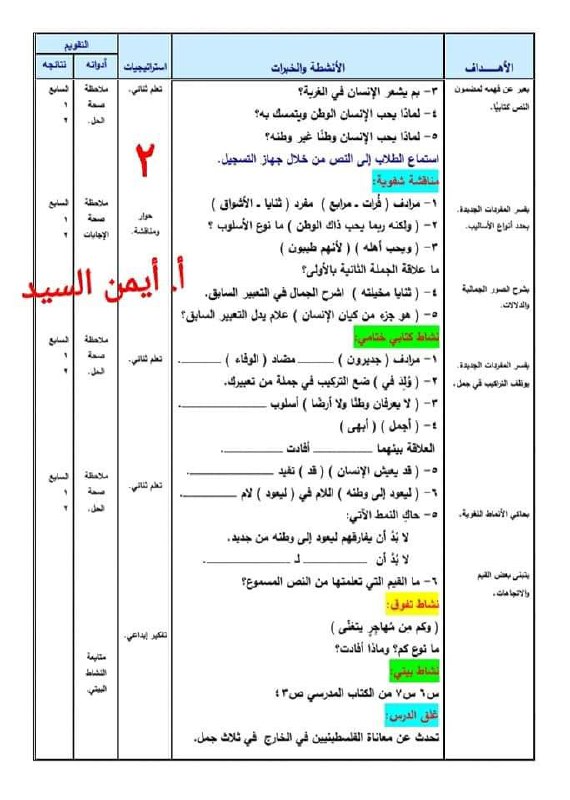 الأهـــداف
الأنشطة والخبرات
استراتيجيات
التقويم
أدواته
نتائجه
يعبر عن فهمه لمضمون
النص كتابيًا.
٣- بم يشعر الإنسان في الغربة؟
٤- لماذا يحب الإنسان الوطن ويتمسك به؟
٥- لماذا يحب الإنسان وطنًا غير وطنه؟
استماع الطلاب إلى النص من خلال جهاز التسجيل.
تعلم ثنائي.
ملاحظة
صحة
الحل.
السابع
١
٢
٢
مناقشة شفوية:
يفسر المفردات الجديدة.
يحدد أنواع الأساليب.
١- مرادف (فُرات - مرابع ) مفرد ( ثنايا - الأشواق )
٢- ( ولكنه ربما يحب ذاك الوطن ) ما نوع الأسلوب ؟
٣- ( ويحب أهله ) ( لأنهم طيبون )
ما علاقة الجملة الثانية بالأولى؟
حوار
ومناقشة.
ملاحظة
صحة
الإجابات
السابع
١
٢
أ. أيمن السيد
يشرح الصور الجمالية
والدلالات.
٤- ( ثنايا مخيلته ) اشرح الجمال في التعبير السابق.
٥- ( هو جزء من كيان الإنسان ) علام يدل التعبير السابق؟
نشاط كتابي ختامي:
يفسر المفردات الجديدة.
يوظف التراكيب في جمل.
١- مرادف ( جديرون ) ______ مضاد ( الوفاء ) ______.
٢- ( وُلِدَ في ) ضع التركيب في جملة من تعبيرك.
٣- ( لا يعرفان وطنًا ولا أرضًا ) أسلوب ____________.
٤- ( أجمل ) ( أبهى )
العلاقة بينهما ____________ أفادت ____________.
تعلم ثنائي.
ملاحظة
صحة
الحل.
السابع
١
٢
٥- ( قد يعيش الإنسان ) ( قد ) تفيد ____________.
٦- ( ليعود إلى وطنه ) اللام في ( ليعود ) لام ____________
يحاكي الأنماط اللغوية.
٥- حاكِ النمط الآتي:
لا بُدَّ أن يفارقهم ليعود إلى وطنه من جديد.
لا بُدَّ أن ____________ لـ ____________.
تعلم ثنائي.
ملاحظة
صحة
الحل.
السابع
١
٢
يتبنى بعض القيم
والاتجاهات.
٦- ما القيم التي تعلمتها من النص المسموع؟
نشاط تفوق:
( وكم من مُهاجِرٍ يتغنّى )
ما نوع كم؟ وماذا أفادت؟
تفكير إبداعي.
نشاط بيتي:
س٦ وس٧ من الكتاب المدرسي ص٣٤
متابعة
النشاط
البيتي.
غلق الدرس:
تحدث عن معاناة الفلسطينيين في الخارج في ثلاث جمل.